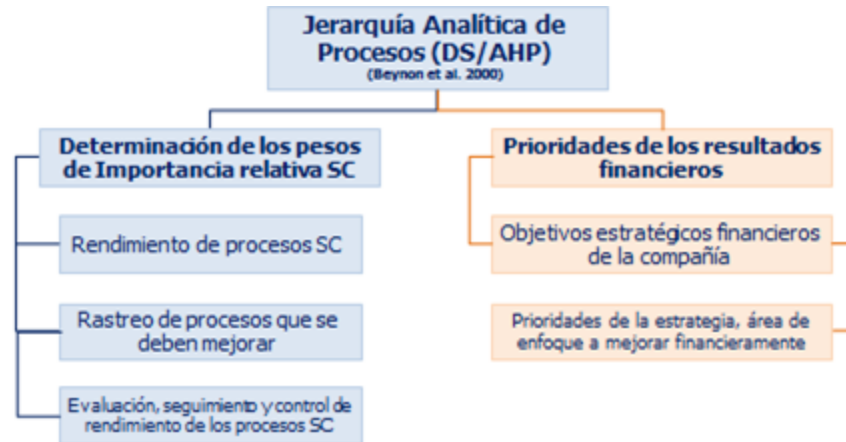 Jerarquía Analítica de
Procesos (DS/AHP)
(Beynon et al. 2000)
Determinación de los pesos
de Importancia relativa SC
Rendimiento de procesos SC
Rastreo de procesos que se
deben mejorar
Evaluación, seguimiento y control de
rendimiento de los procesos SC
Prioridades de los resultados
financieros
Objetivos estratégicos financieros
de la compañía
Prioridades de la estrategia, área de
enfoque a mejorar financieramente